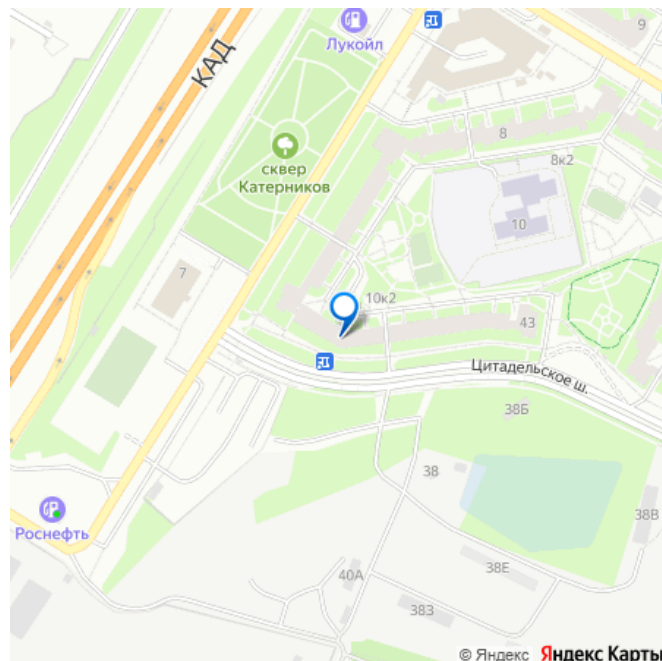 Лукойл
9
КАД
8
сквер
Катерников
8к2
10
7
10к2
43
Цитадельское ш.
38Б
38
Роснефть
38В
38Е
40А
383
© Яндекс Яндекс Карты